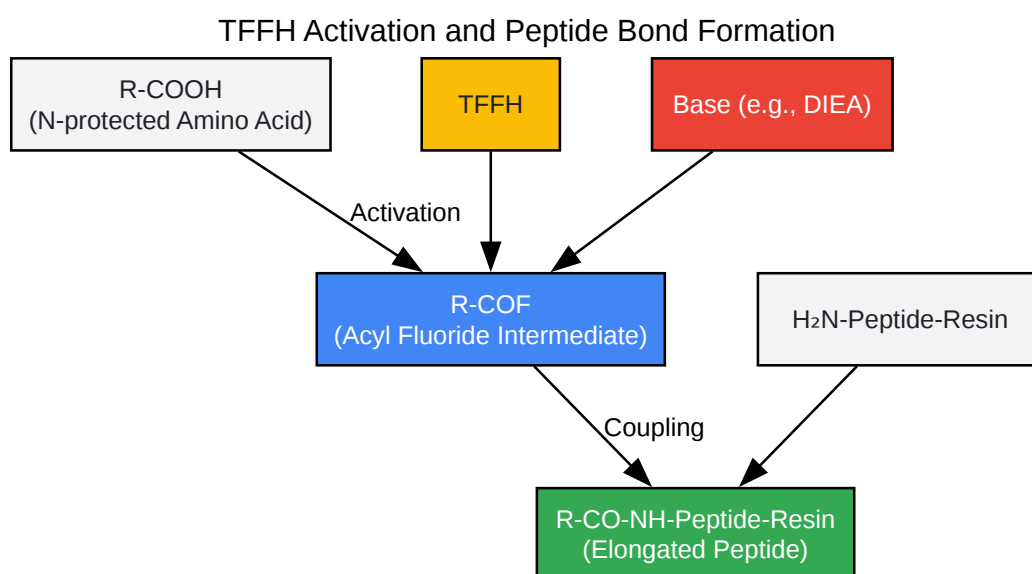 TFFH Activation and Peptide Bond Formation
R-COOH
(N-protected Amino Acid)
TFFH
Base (e.g., DIEA)
Activation
R-COF
(Acyl Fluoride Intermediate)
H₂N-Peptide-Resin
Coupling
R-CO-NH-Peptide-Resin
(Elongated Peptide)